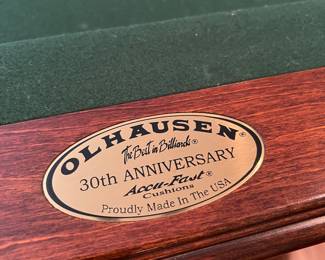 OLHAUSEN®
The Best in Billiards®
30th ANNIVERSARY
Accu-Fast®
Cushions
Proudly Made In The USA